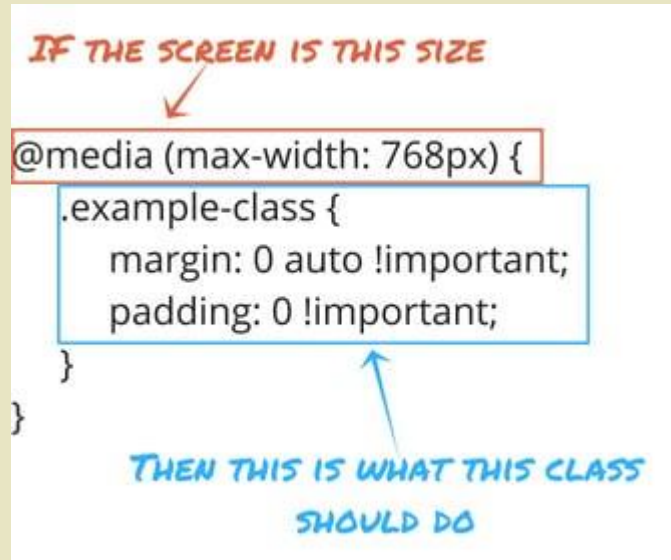 IF THE SCREEN IS THIS SIZE
@media (max-width: 768px) {
.example-class {
margin: 0 auto !important;
padding: 0 !important;
}
}
THEN THIS IS WHAT THIS CLASS
SHOULD DO